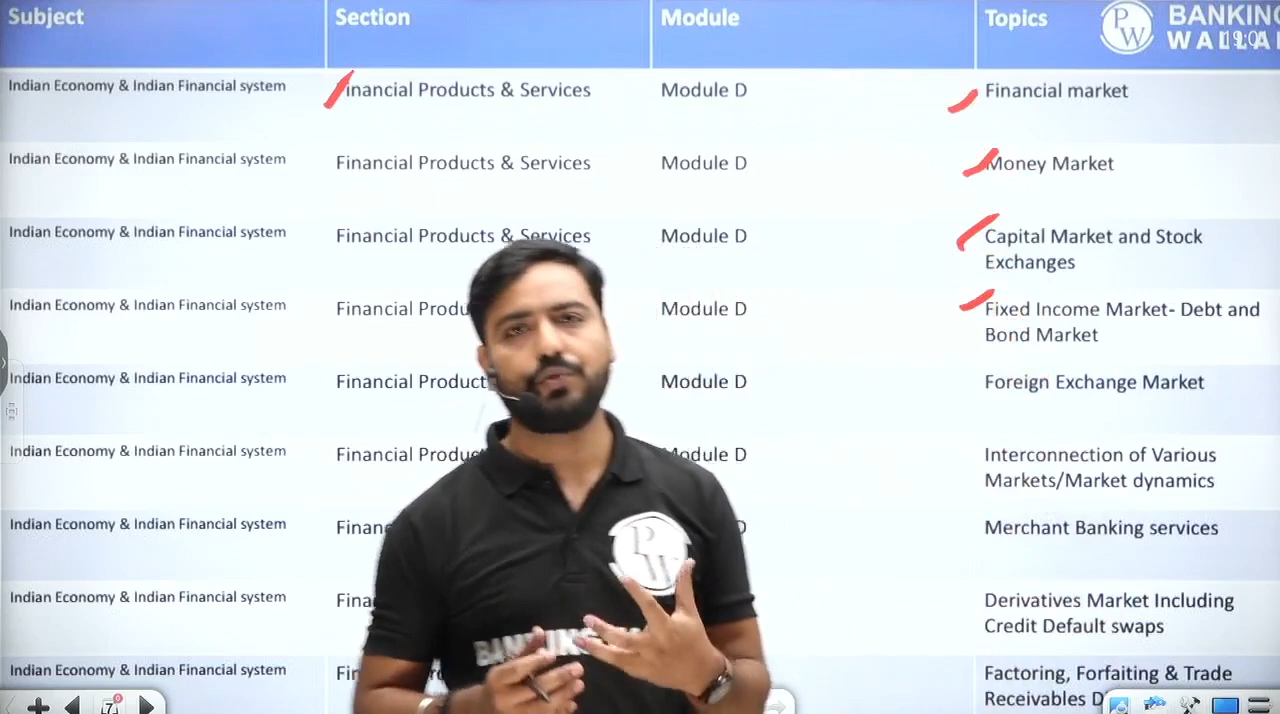 Subject Section Module Topics
PW BANKING
WALLAH
Indian Economy & Indian Financial system Financial Products & Services Module D Financial market
Indian Economy & Indian Financial system Financial Products & Services Module D Money Market
Indian Economy & Indian Financial system Financial Products & Services Module D Capital Market and Stock
Exchanges
Indian Economy & Indian Financial system Financial Module D Fixed Income Market- Debt and
Bond Market
Indian Economy & Indian Financial system Financial Product Module D Foreign Exchange Market
Indian Economy & Indian Financial system Financial Module D Interconnection of Various
Markets/Market dynamics
Indian Economy & Indian Financial system Merchant Banking services
Indian Economy & Indian Financial system Derivatives Market Including
Credit Default swaps
Indian Economy & Indian Financial system Factoring, Forfaiting & Trade
Receivables
PW
7